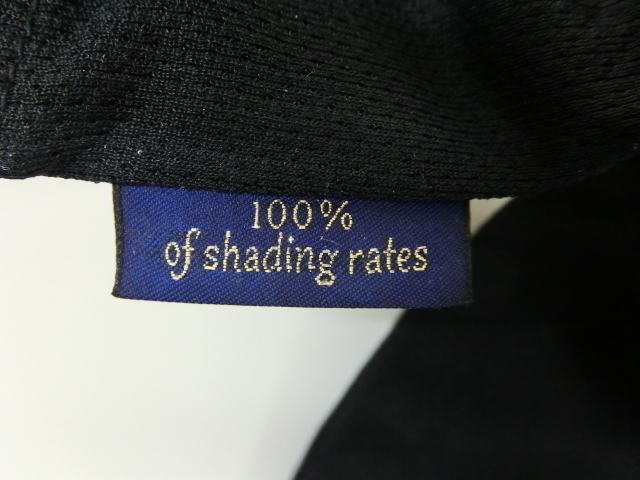 100%
of shading rates